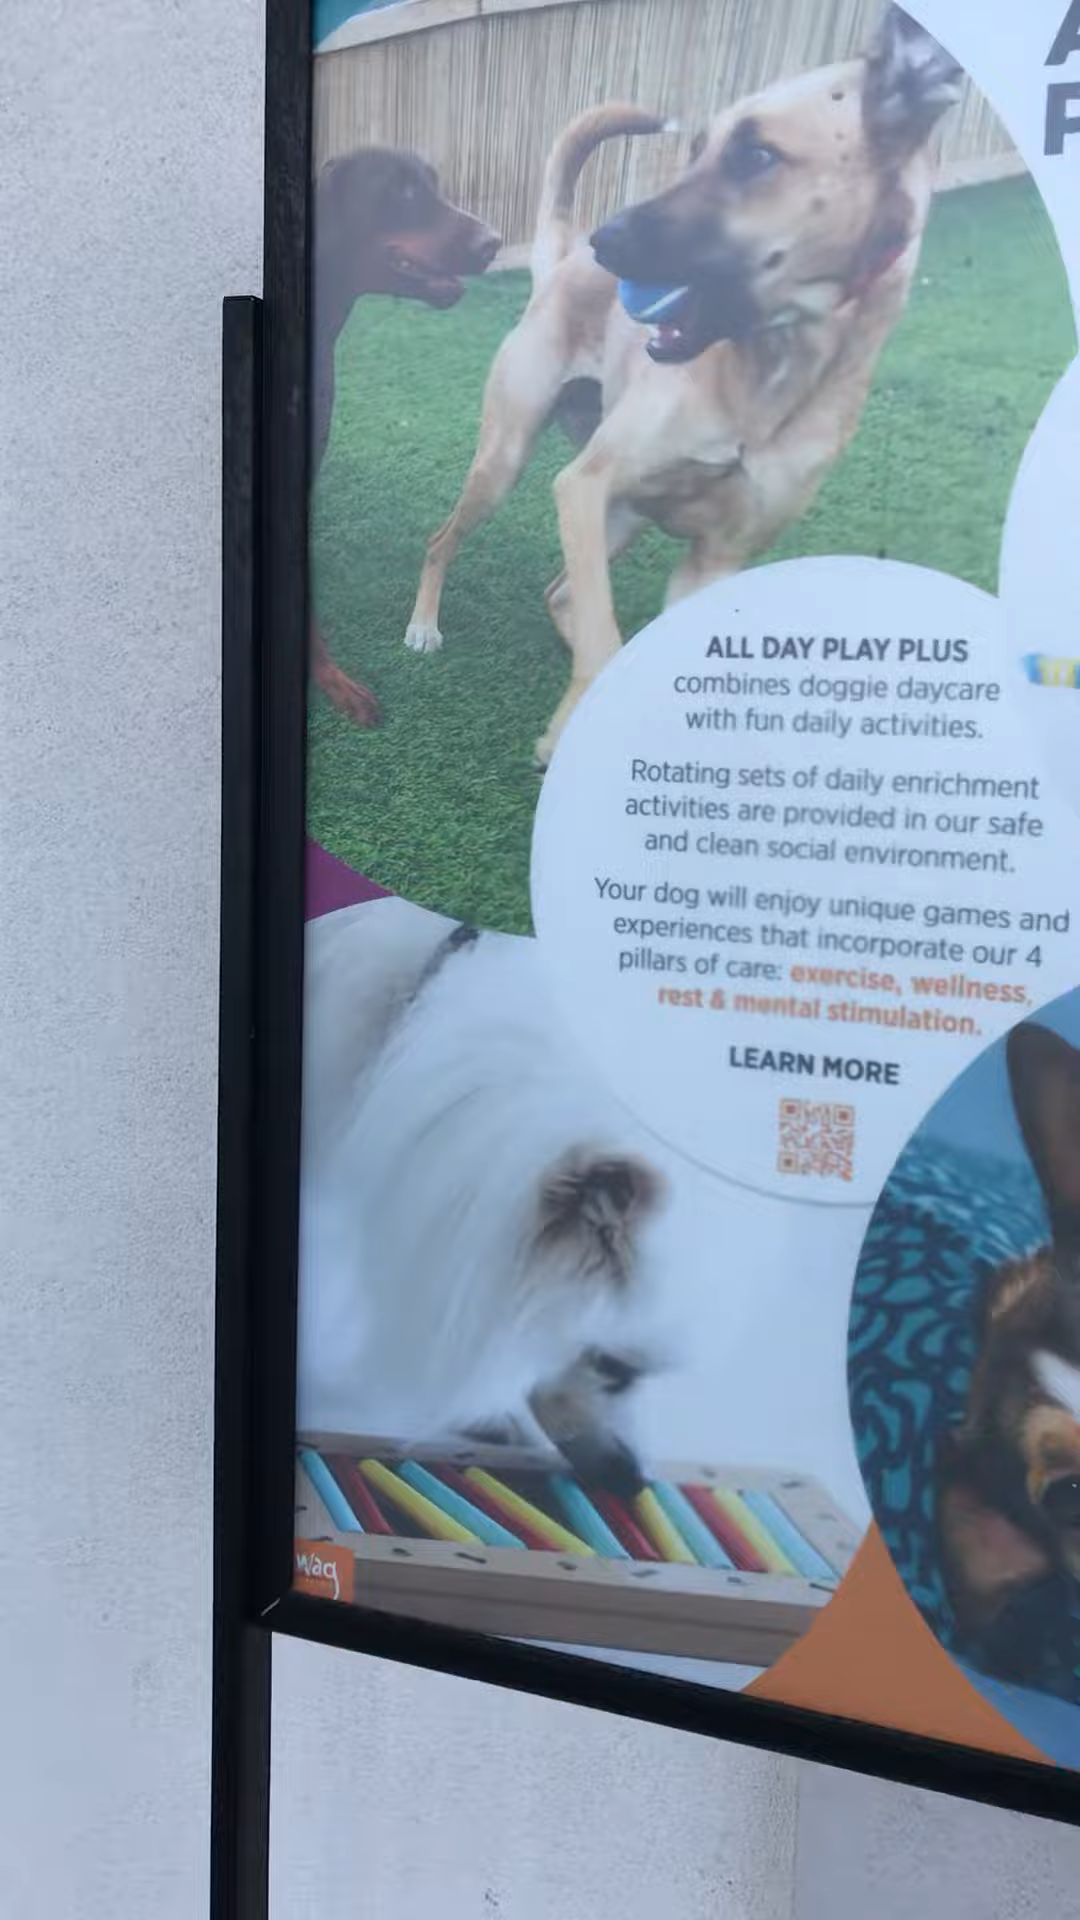 ALL DAY PLAY PLUS
combines doggie daycare
with fun daily activities.
Rotating sets of daily enrichment
activities are provided in our safe
and clean social environment.
Your dog will enjoy unique games and
experiences that incorporate our 4
pillars of care: exercise, wellness,
rest & mental stimulation.
LEARN MORE
wag